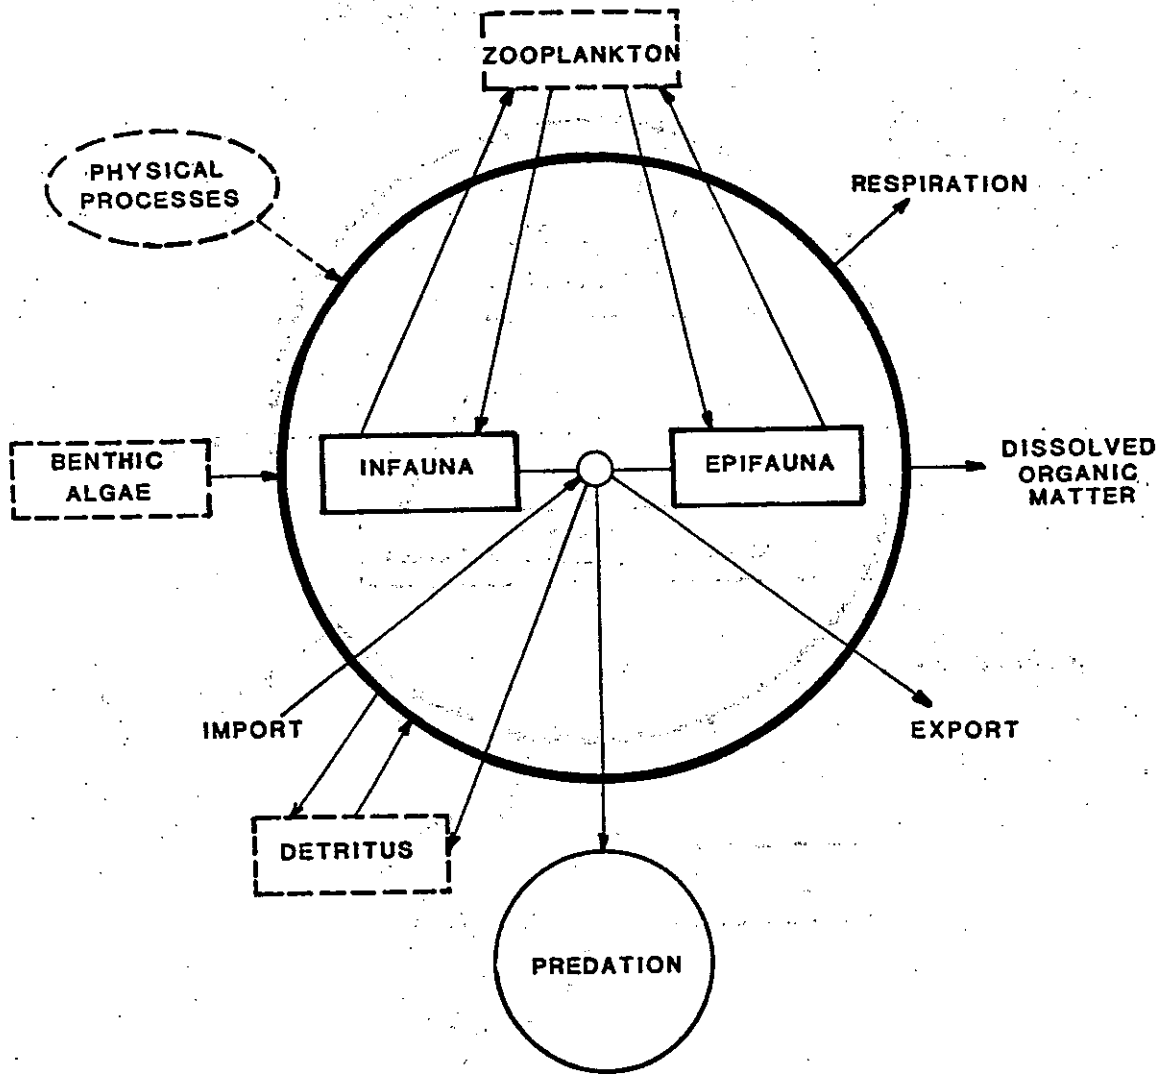 ZOOPLANKTON
PHYSICAL
PROCESSES
RESPIRATION
BENTHIC
ALGAE
INFAUNA
EPIFAUNA
DISSOLVED
ORGANIC
MATTER
IMPORT
EXPORT
DETRITUS
PREDATION